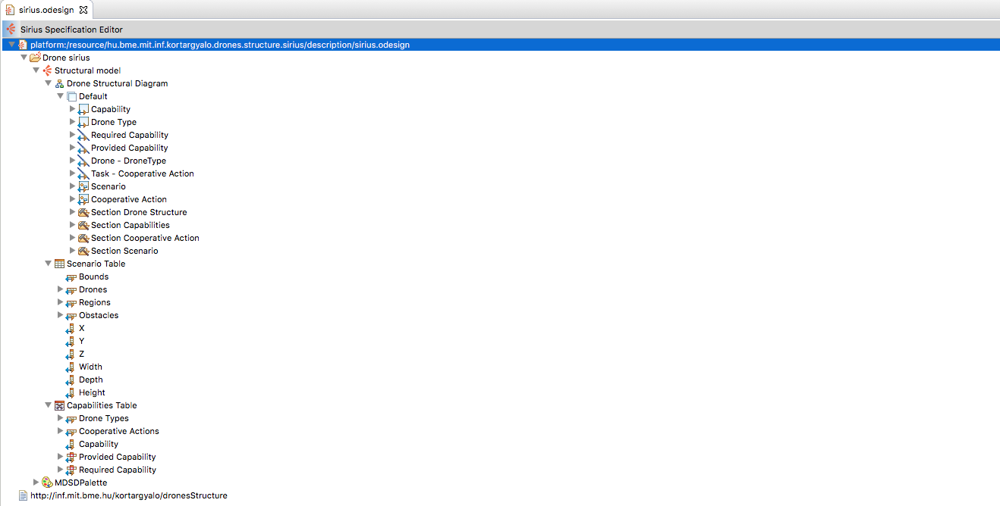 sirius.odesign
Sirius Specification Editor
platform:/resource/hu.bme.mit.inf.kortargyalo.drones.structure.sirius/description/sirius.odesign
Drone sirius
Structural model
Drone Structural Diagram
Default
Capability
Drone Type
Required Capability
Provided Capability
Drone - DroneType
Task - Cooperative Action
Scenario
Cooperative Action
Section Drone Structure
Section Capabilities
Section Cooperative Action
Section Scenario
Scenario Table
Bounds
Drones
Regions
Obstacles
X
Y
Z
Width
Depth
Height
Capabilities Table
Drone Types
Cooperative Actions
Capability
Provided Capability
Required Capability
MDSDPalette
http://inf.mit.bme.hu/kortargyalo/dronesStructure